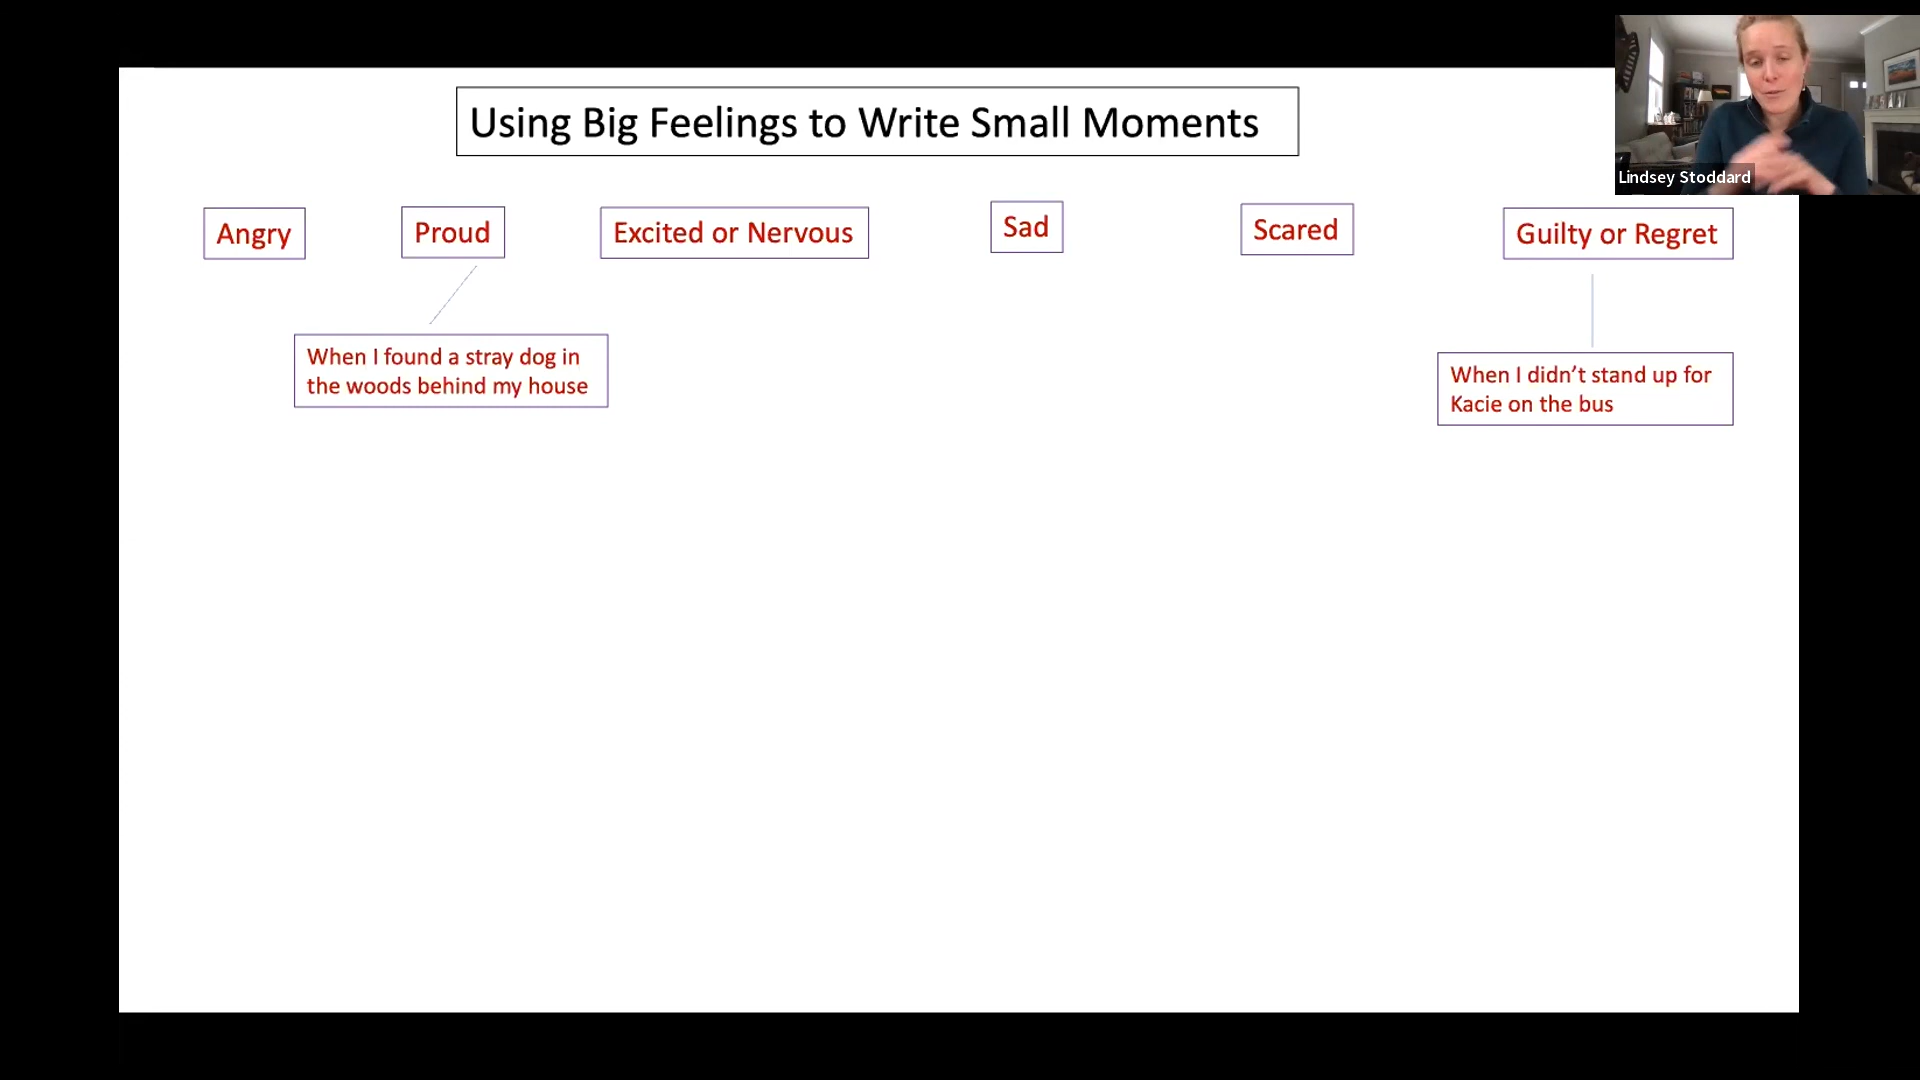 Using Big Feelings to Write Small Moments
Lindsey Stoddard
Angry
Proud
Excited or Nervous
Sad
Scared
Guilty or Regret
When I found a stray dog in
the woods behind my house
When I didn’t stand up for
Kacie on the bus